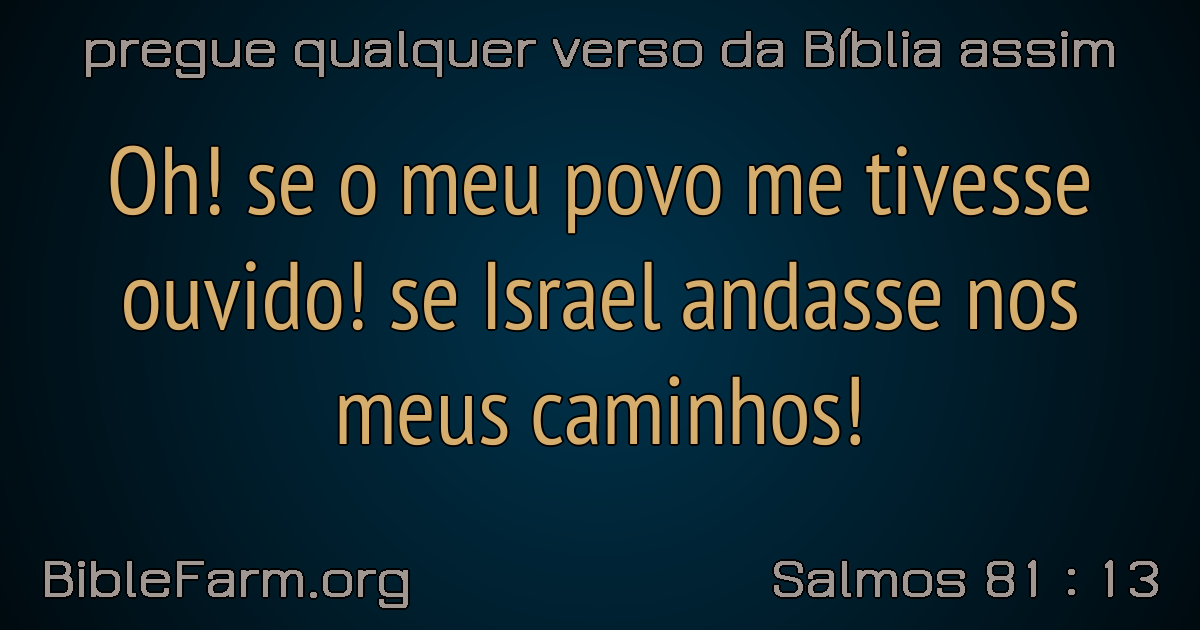 pregue qualquer verso da Bíblia assim
Oh! se o meu povo me tivesse
ouvido! se Israel andasse nos
meus caminhos!
BibleFarm.org
Salmos 81 : 13